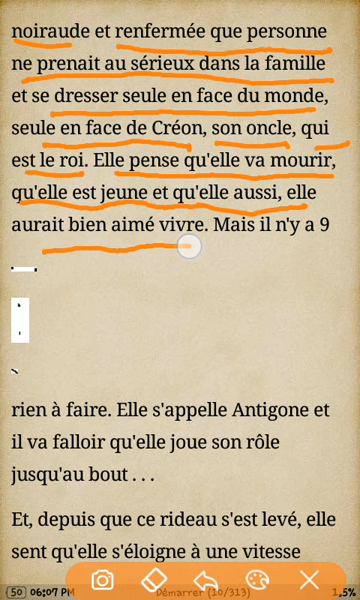 noiraude et renfermée que personne
ne prenait au sérieux dans la famille
et se dresser seule en face du monde,
seule en face de Créon, son oncle, qui
est le roi. Elle pense qu'elle va mourir,
qu'elle est jeune et qu'elle aussi, elle
aurait bien aimé vivre. Mais il n'y a 9
rien à faire. Elle s'appelle Antigone et
il va falloir qu'elle joue son rôle
jusqu'au bout . . .
Et, depuis que ce rideau s'est levé, elle
sent qu'elle s'éloigne à une vitesse
50 06:07 PM Démarrer (10/313) 1,5%